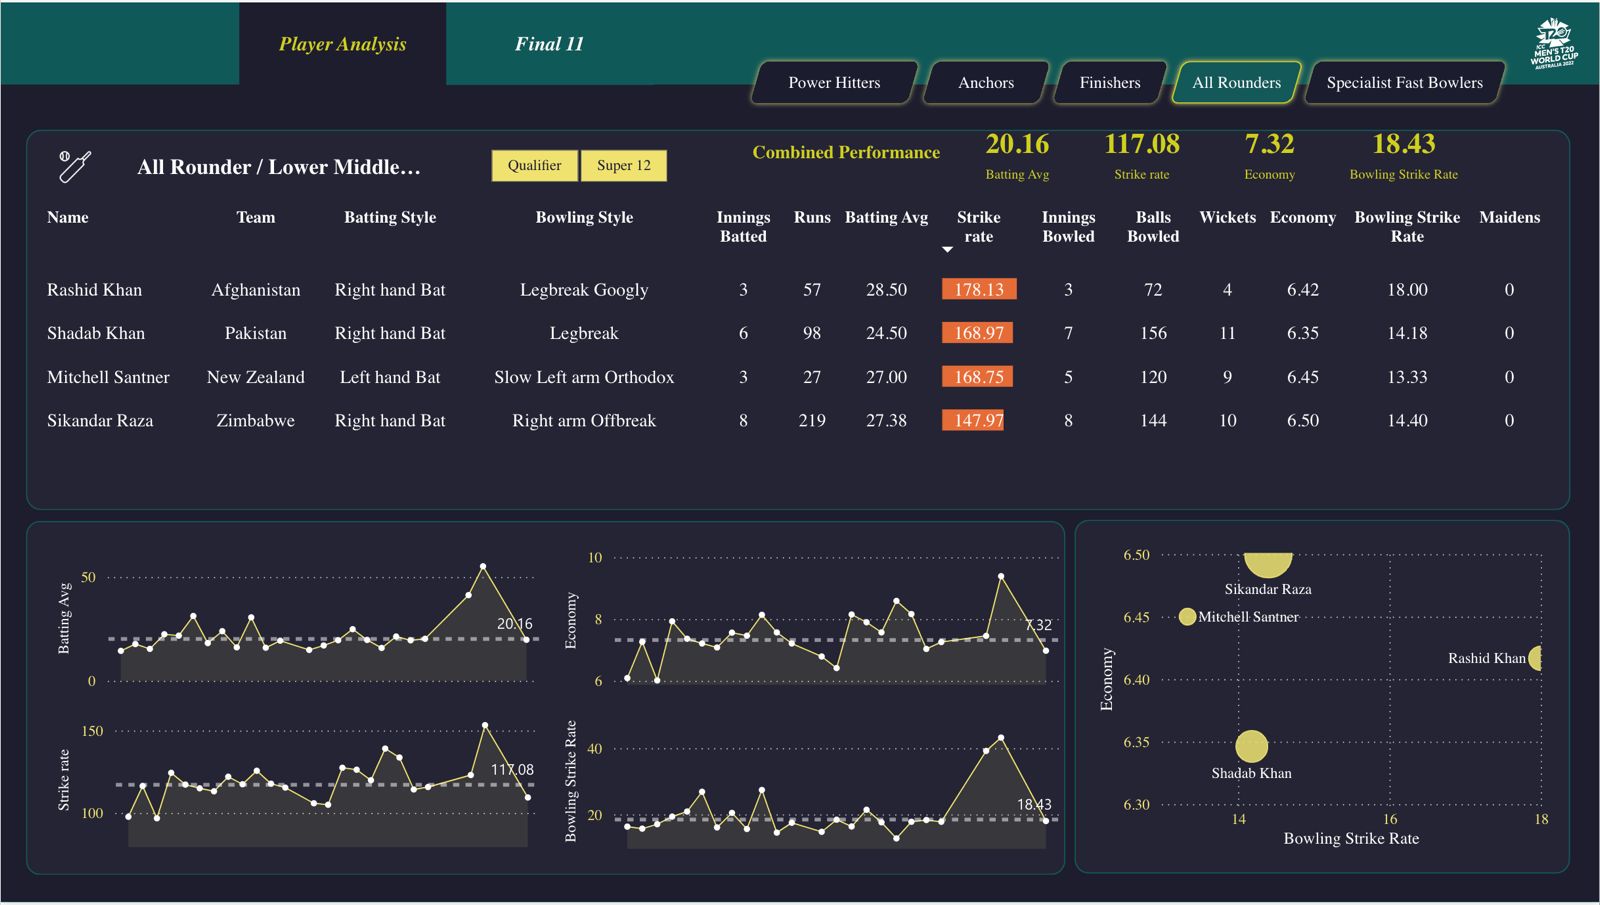 Player Analysis
Final 11
T20
ICC
MEN'S T20
WORLD CUP
AUSTRALIA 2022
Power Hitters
Anchors
Finishers
All Rounders
Specialist Fast Bowlers
All Rounder / Lower Middle…
Qualifier
Super 12
Combined Performance
20.16
Batting Avg
117.08
Strike rate
7.32
Economy
18.43
Bowling Strike Rate
Name Team Batting Style Bowling Style Innings Batted Runs Batting Avg Strike rate Innings Bowled Balls Bowled Wickets Economy Bowling Strike Rate Maidens
Rashid Khan Afghanistan Right hand Bat Legbreak Googly 3 57 28.50 178.13 3 72 4 6.42 18.00 0
Shadab Khan Pakistan Right hand Bat Legbreak 6 98 24.50 168.97 7 156 11 6.35 14.18 0
Mitchell Santner New Zealand Left hand Bat Slow Left arm Orthodox 3 27 27.00 168.75 5 120 9 6.45 13.33 0
Sikandar Raza Zimbabwe Right hand Bat Right arm Offbreak 8 219 27.38 147.97 8 144 10 6.50 14.40 0
Batting Avg
50
0
20.16
Economy
10
8
6
7.32
Strike rate
150
100
117.08
Bowling Strike Rate
40
20
18.43
Economy
6.50
6.45
6.40
6.35
6.30
Sikandar Raza
Mitchell Santner
Rashid Khan
Shadab Khan
14 16 18
Bowling Strike Rate